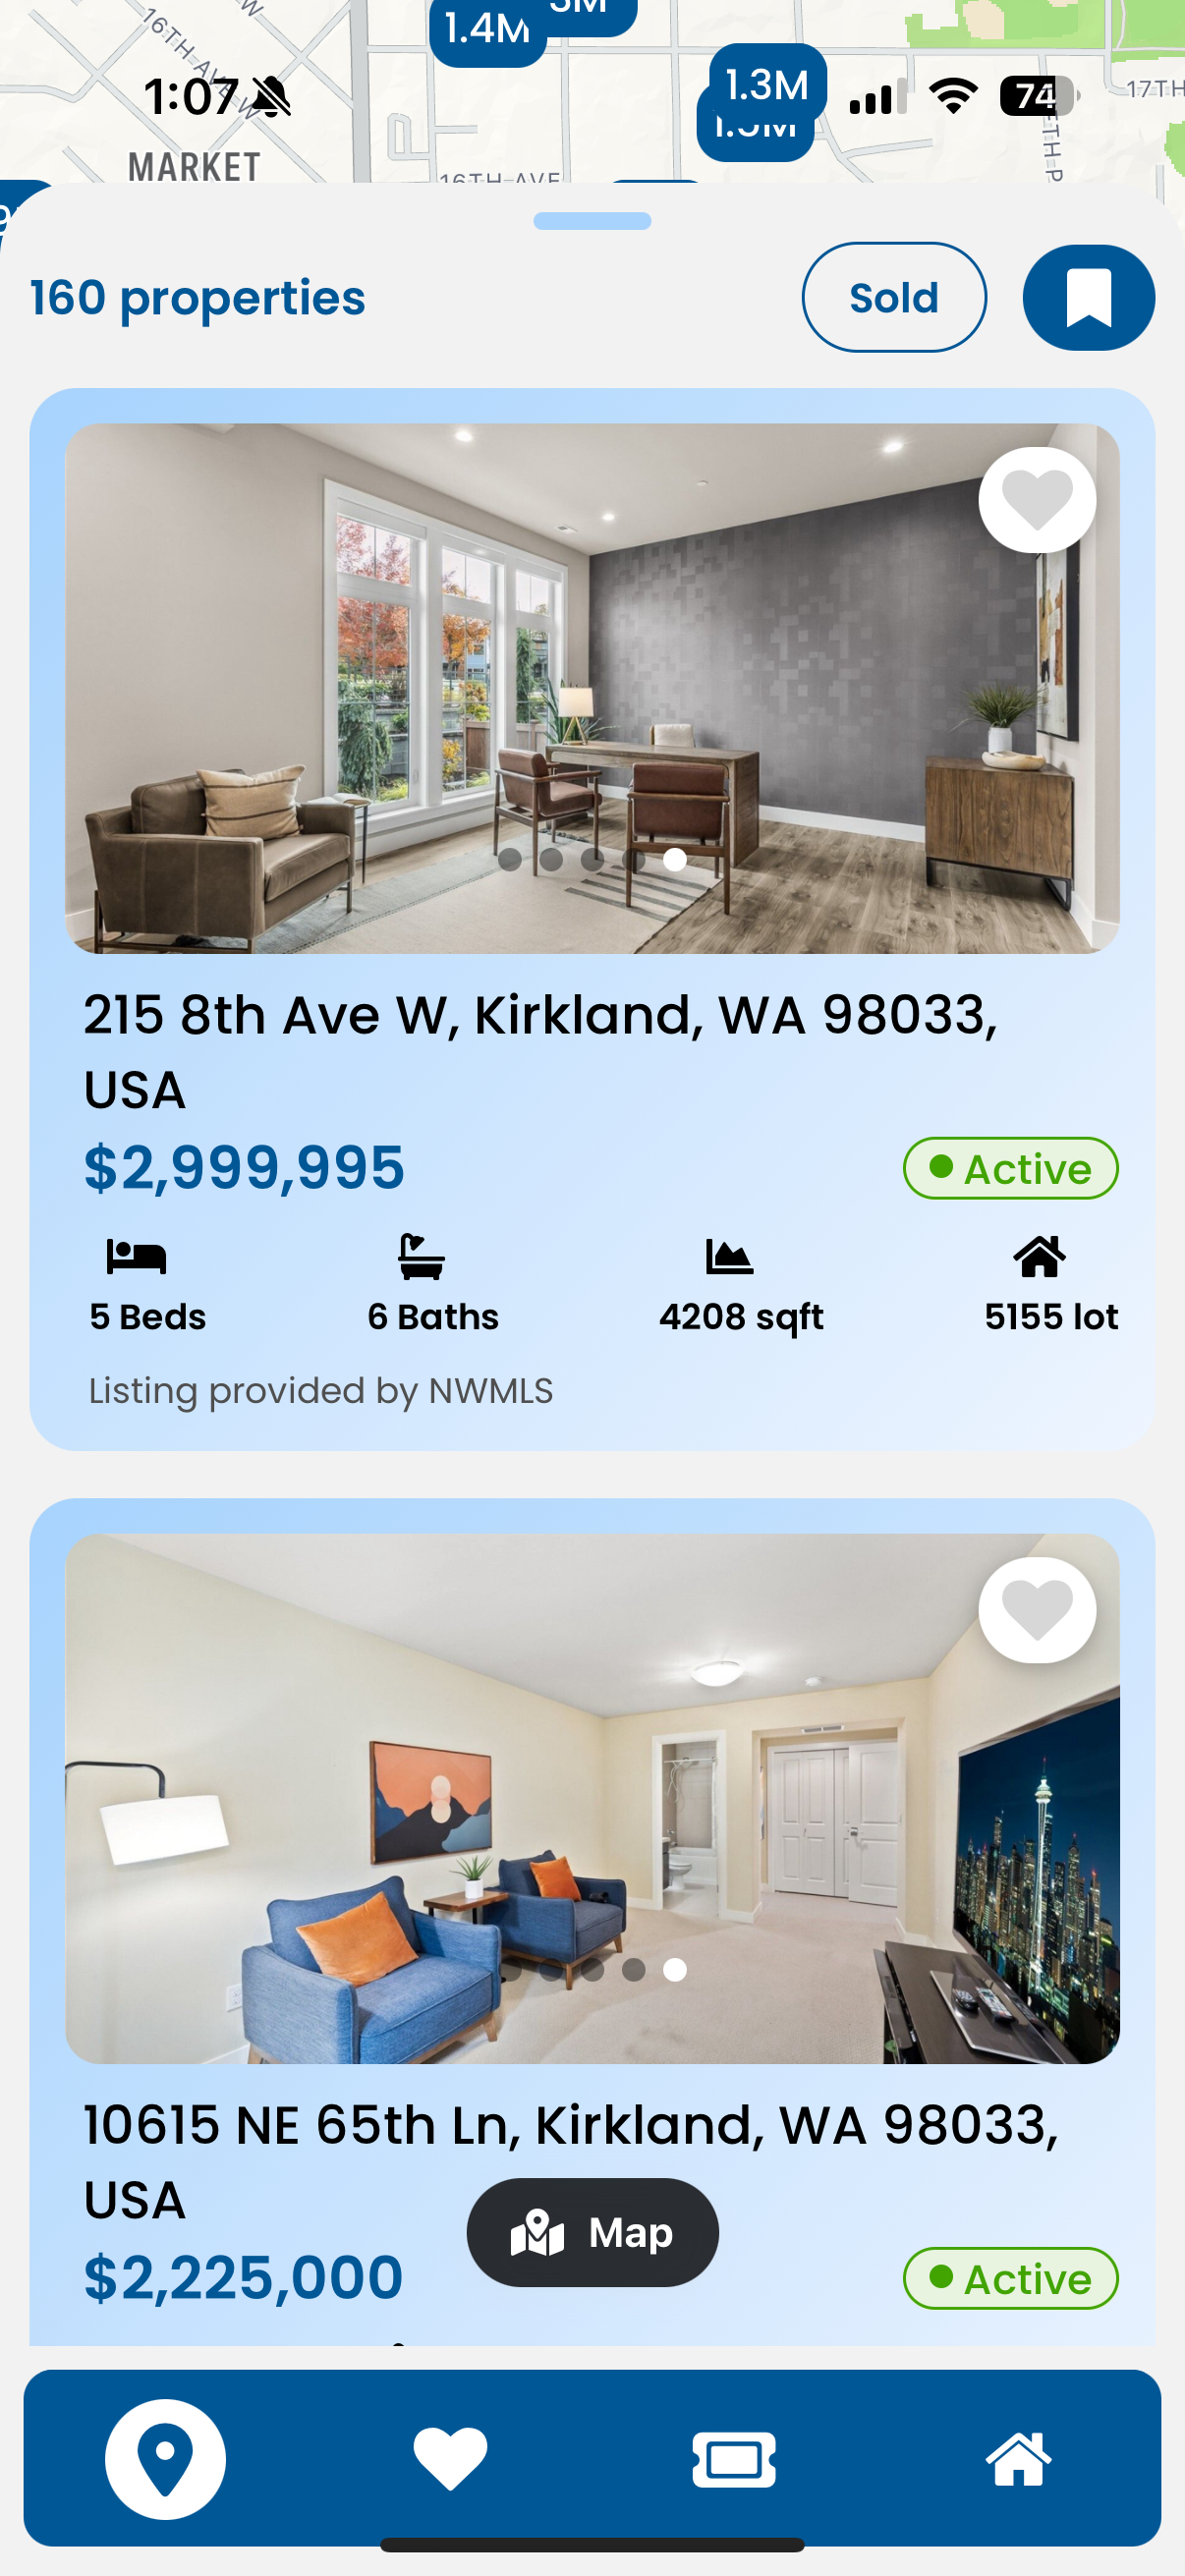 16TH AVE W
W
1.4M
3M
1.3M
1.5M
17TH
1:07
74
MARKET
16TH AVE
160 properties
Sold
215 8th Ave W, Kirkland, WA 98033,
USA
$2,999,995
Active
5 Beds
6 Baths
4208 sqft
5155 lot
Listing provided by NWMLS
10615 NE 65th Ln, Kirkland, WA 98033,
USA
Map
$2,225,000
Active